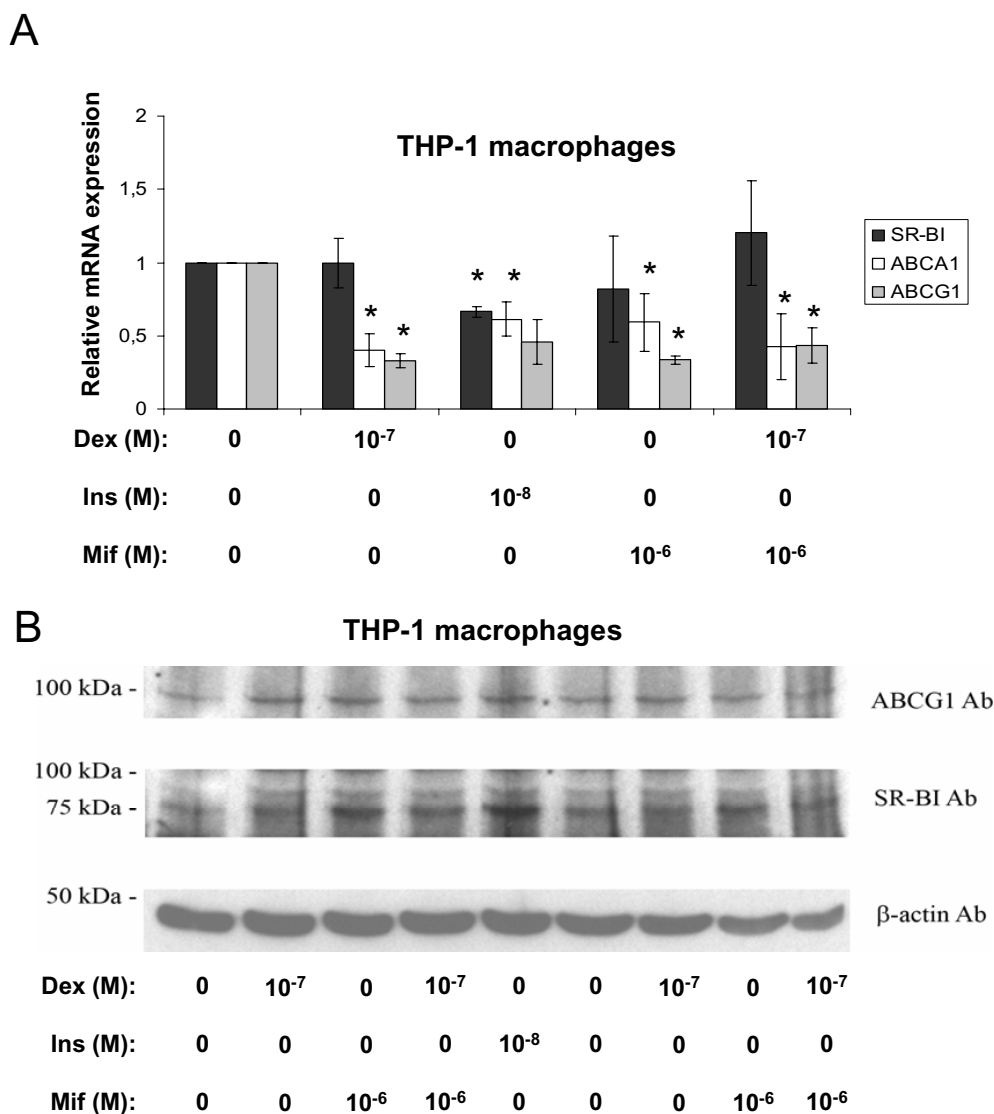 A
THP-1 macrophages
Relative mRNA expression
2
1,5
1
0,5
0
* * * * * * * *
SR-BI
ABCA1
ABCG1
Dex (M): 0 10⁻⁷ 0 0 10⁻⁷
Ins (M): 0 0 10⁻⁸ 0 0
Mif (M): 0 0 0 10⁻⁶ 10⁻⁶
B
THP-1 macrophages
100 kDa -
ABCG1 Ab
100 kDa -
75 kDa -
SR-BI Ab
50 kDa -
β-actin Ab
Dex (M): 0 10⁻⁷ 0 10⁻⁷ 0 0 10⁻⁷ 0 10⁻⁷
Ins (M): 0 0 0 0 10⁻⁸ 0 0 0 0
Mif (M): 0 0 10⁻⁶ 10⁻⁶ 0 0 0 10⁻⁶ 10⁻⁶